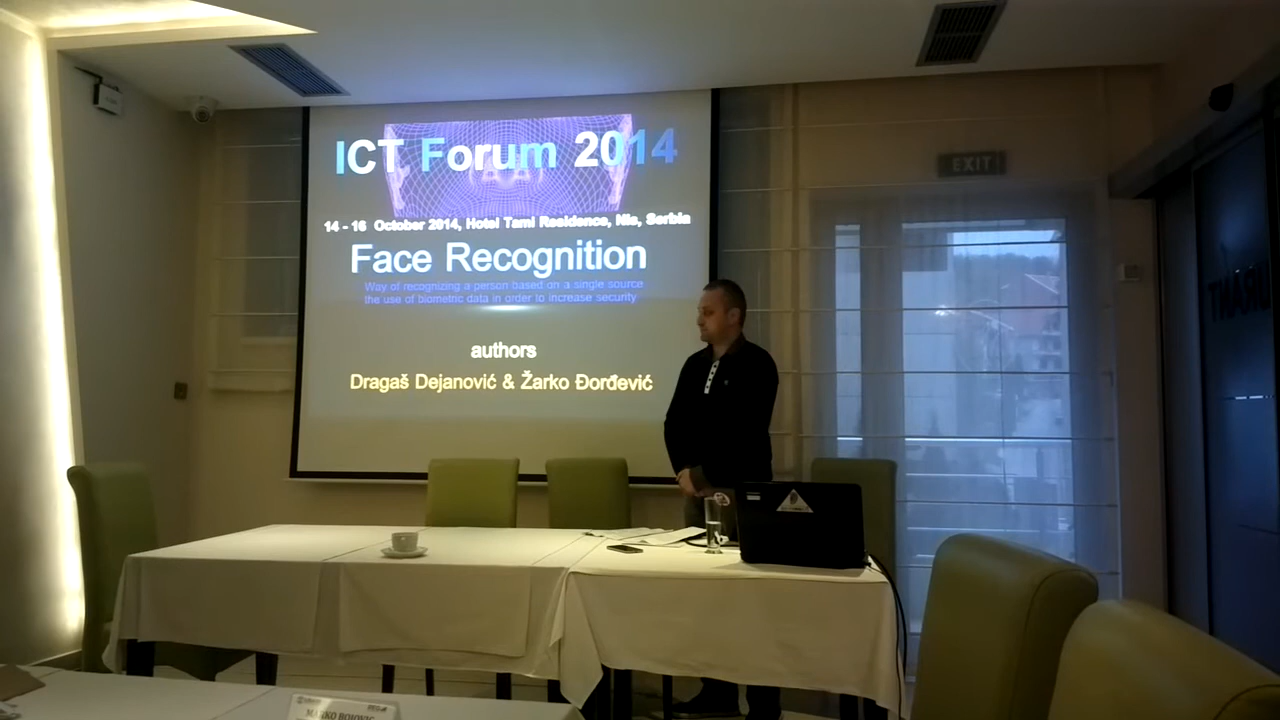 ICT Forum 2014
14 - 16 October 2014, Hotel Tami Residence, Nis, Serbia
Face Recognition
Way of recognizing a person based on a single source
the use of biometric data in order to increase security
authors
Dragaš Dejanović & Žarko Đorđević
EXIT
MARKO BOJOVIC